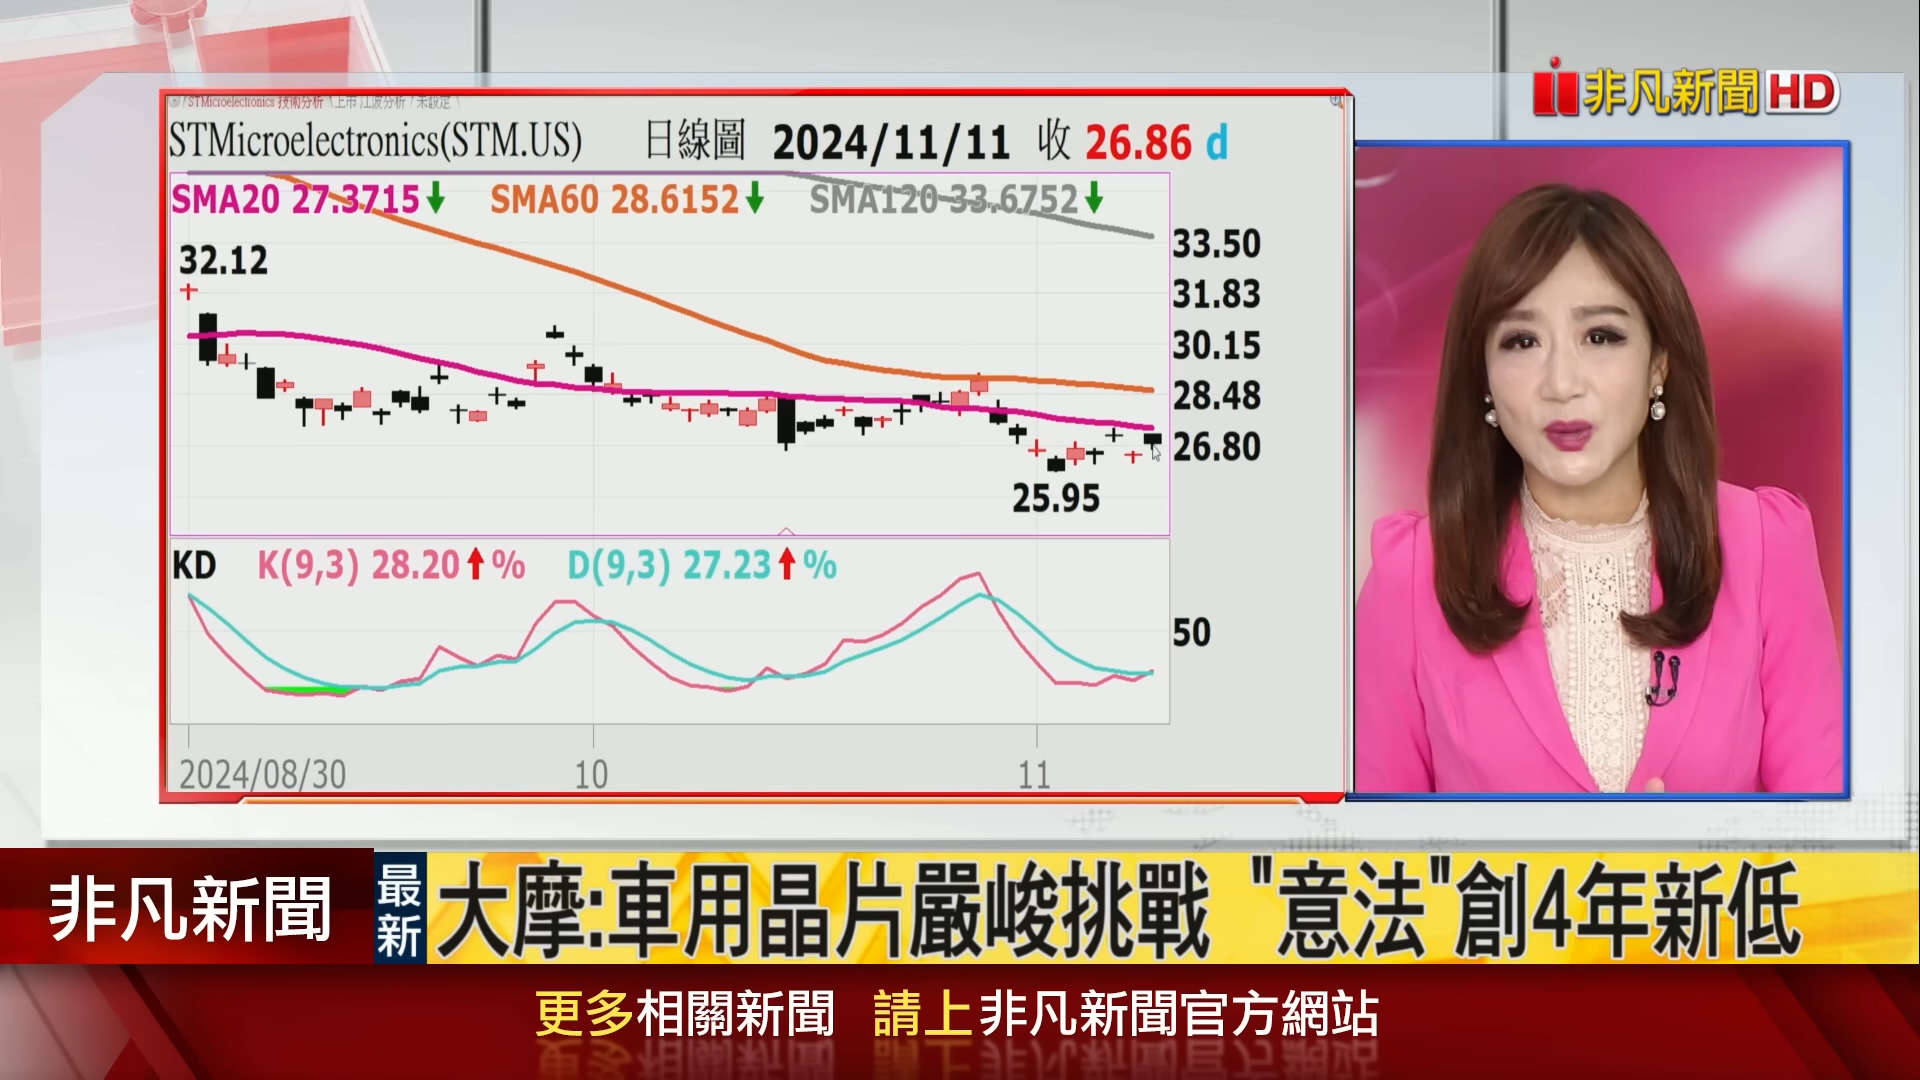 STMicroelectronics 技術分析
STMicroelectronics(STM.US) 日線圖 2024/11/11 收 26.86 d
SMA20 27.3715↓ SMA60 28.6152↓ SMA120 33.6752↓
32.12
33.50
31.83
30.15
28.48
26.80
25.95
KD K(9,3) 28.20↑% D(9,3) 27.23↑%
50
2024/08/30 10 11
非凡新聞HD
非凡新聞
最新
大摩:車用晶片嚴峻挑戰 "意法"創4年新低
更多相關新聞 請上非凡新聞官方網站